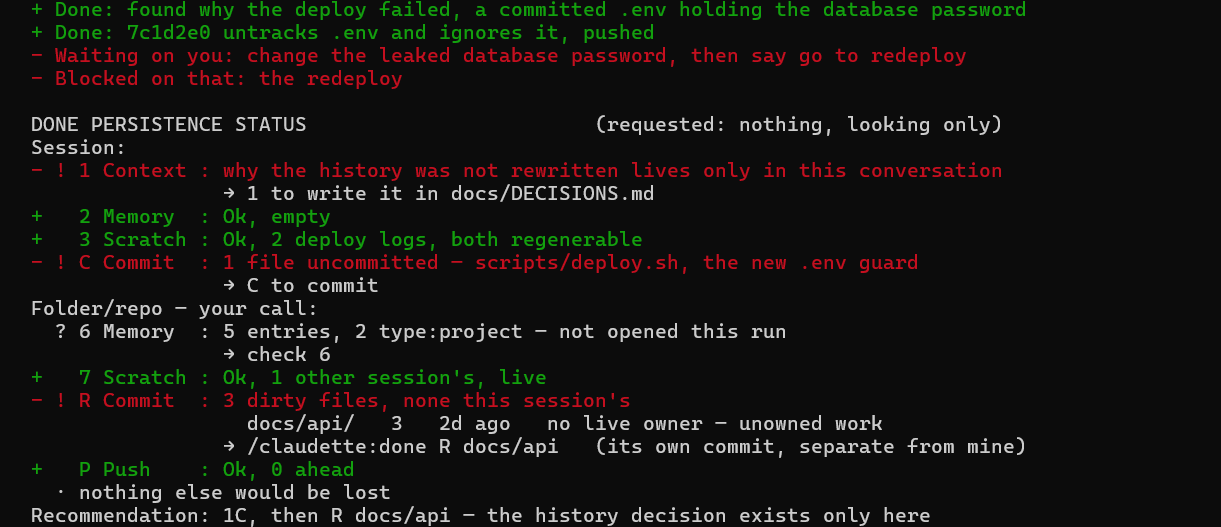 + Done: found why the deploy failed, a committed .env holding the database password
+ Done: 7c1d2e0 untracks .env and ignores it, pushed
− Waiting on you: change the leaked database password, then say go to redeploy
− Blocked on that: the redeploy
DONE PERSISTENCE STATUS (requested: nothing, looking only)
Session:
− ! 1 Context : why the history was not rewritten lives only in this conversation
→ 1 to write it in docs/DECISIONS.md
+ 2 Memory : Ok, empty
+ 3 Scratch : Ok, 2 deploy logs, both regenerable
− ! C Commit : 1 file uncommitted — scripts/deploy.sh, the new .env guard
→ C to commit
Folder/repo — your call:
? 6 Memory : 5 entries, 2 type:project — not opened this run
→ check 6
+ 7 Scratch : Ok, 1 other session's, live
− ! R Commit : 3 dirty files, none this session's
docs/api/ 3 2d ago no live owner — unowned work
→ /claudette:done R docs/api (its own commit, separate from mine)
+ P Push : Ok, 0 ahead
· nothing else would be lost
Recommendation: 1C, then R docs/api — the history decision exists only here